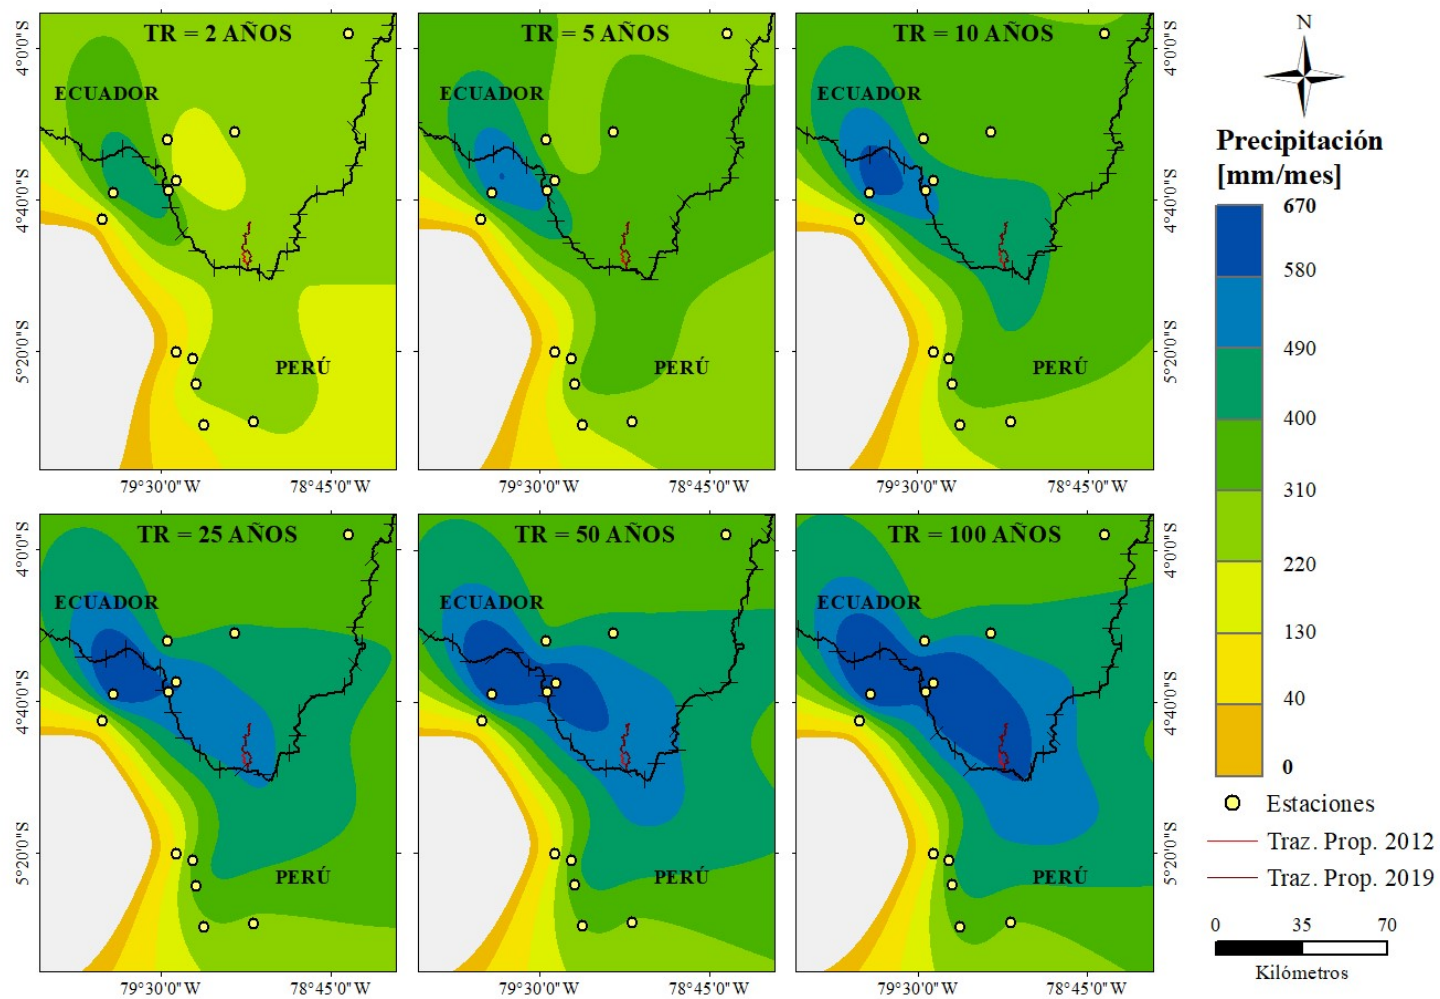 TR = 2 AÑOS
ECUADOR
PERÚ
4°0'0"S
4°40'0"S
5°20'0"S
79°30'0"W
78°45'0"W
TR = 5 AÑOS
ECUADOR
PERÚ
79°30'0"W
78°45'0"W
TR = 10 AÑOS
ECUADOR
PERÚ
4°0'0"S
4°40'0"S
5°20'0"S
79°30'0"W
78°45'0"W
TR = 25 AÑOS
ECUADOR
PERÚ
4°0'0"S
4°40'0"S
5°20'0"S
79°30'0"W
78°45'0"W
TR = 50 AÑOS
ECUADOR
PERÚ
79°30'0"W
78°45'0"W
TR = 100 AÑOS
ECUADOR
PERÚ
4°0'0"S
4°40'0"S
5°20'0"S
79°30'0"W
78°45'0"W
N
Precipitación
[mm/mes]
670
580
490
400
310
220
130
40
0
Estaciones
Traz. Prop. 2012
Traz. Prop. 2019
0 35 70
Kilómetros